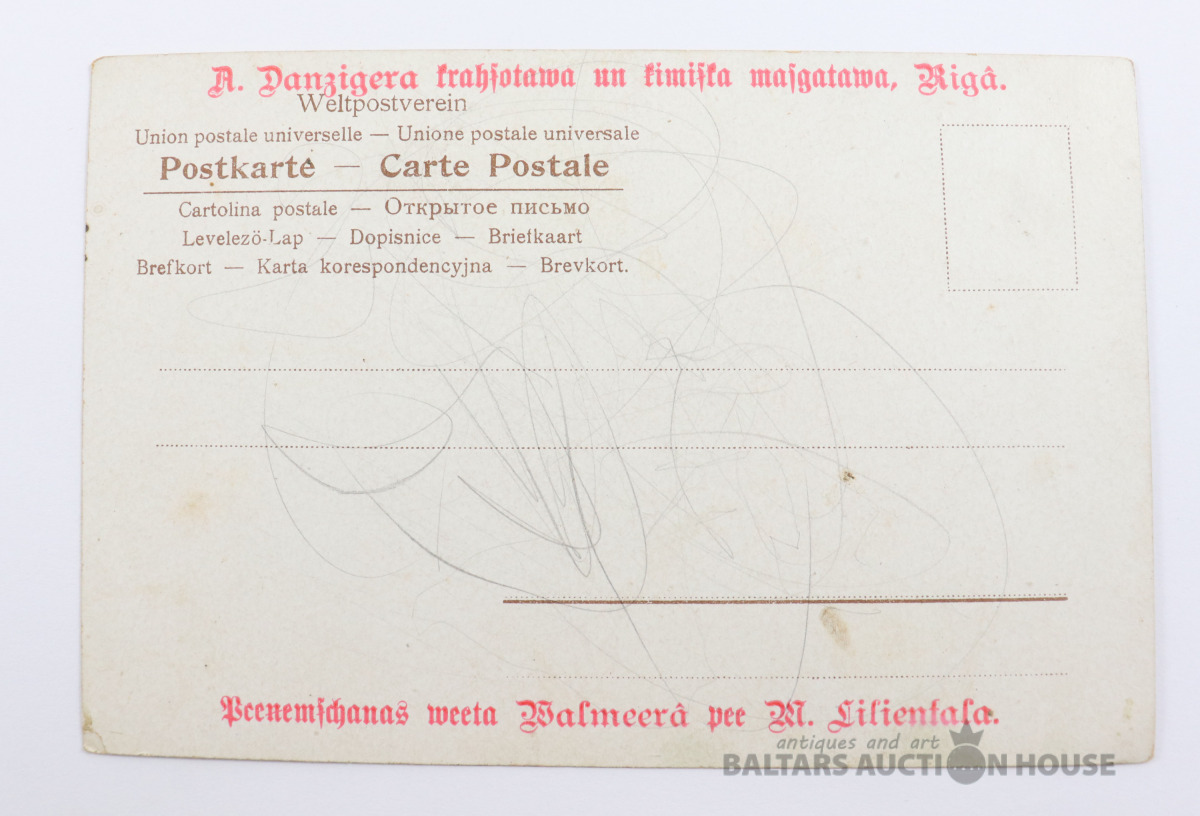 A. Danzigera krahſotawa un kimiſka maſgatawa, Rigâ.
Weltpostverein
Union postale universelle — Unione postale universale
Postkarte — Carte Postale
Cartolina postale — Открытое письмо
Levelezö-Lap — Dopisnice — Briefkaart
Brefkort — Karta korespondencyjna — Brevkort.
Peenemſchanas weeta Walmeerâ pee M. Lilientala.
antiques and art
BALTARS AUCTION HOUSE